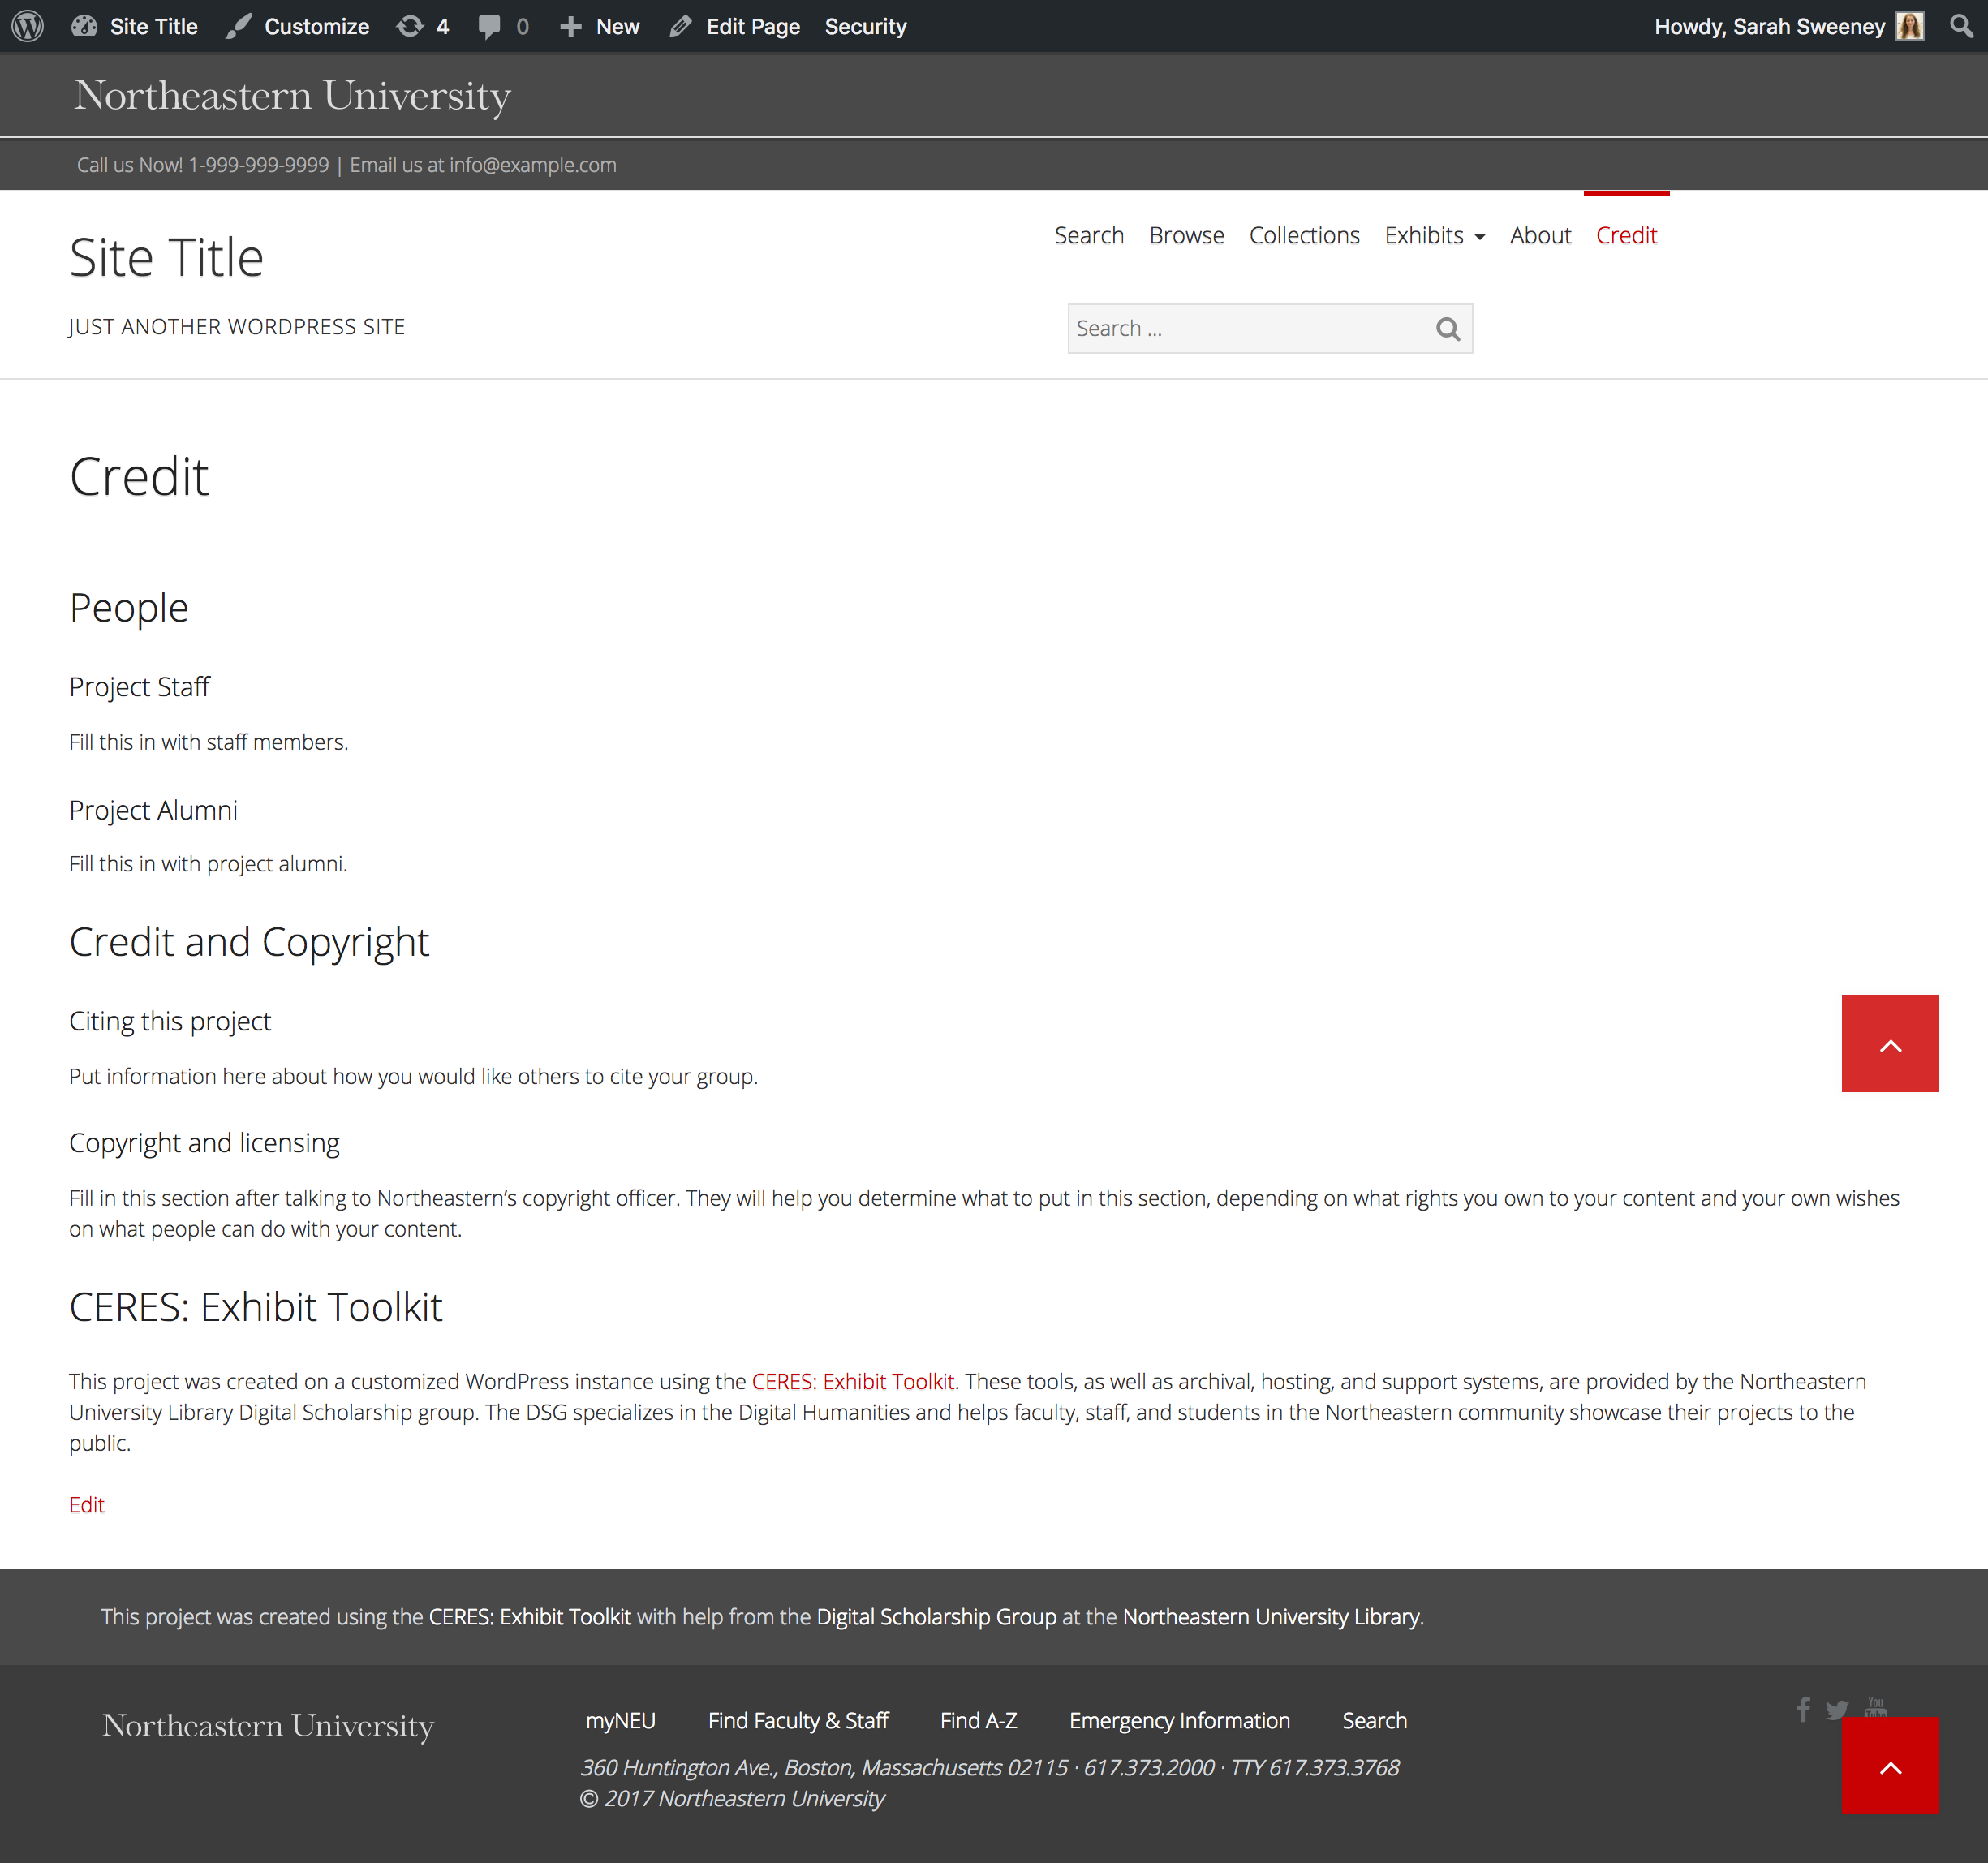 Site Title Customize 4 0 New Edit Page Security Howdy, Sarah Sweeney
Northeastern University
Call us Now! 1-999-999-9999 | Email us at info@example.com
Search Browse Collections Exhibits About Credit
Site Title
JUST ANOTHER WORDPRESS SITE
Search ...
Credit
People
Project Staff
Fill this in with staff members.
Project Alumni
Fill this in with project alumni.
Credit and Copyright
Citing this project
Put information here about how you would like others to cite your group.
Copyright and licensing
Fill in this section after talking to Northeastern’s copyright officer. They will help you determine what to put in this section, depending on what rights you own to your content and your own wishes
on what people can do with your content.
CERES: Exhibit Toolkit
This project was created on a customized WordPress instance using the CERES: Exhibit Toolkit. These tools, as well as archival, hosting, and support systems, are provided by the Northeastern
University Library Digital Scholarship group. The DSG specializes in the Digital Humanities and helps faculty, staff, and students in the Northeastern community showcase their projects to the
public.
Edit
This project was created using the CERES: Exhibit Toolkit with help from the Digital Scholarship Group at the Northeastern University Library.
Northeastern University
myNEU Find Faculty & Staff Find A-Z Emergency Information Search
You
Tube
360 Huntington Ave., Boston, Massachusetts 02115 · 617.373.2000 · TTY 617.373.3768
© 2017 Northeastern University